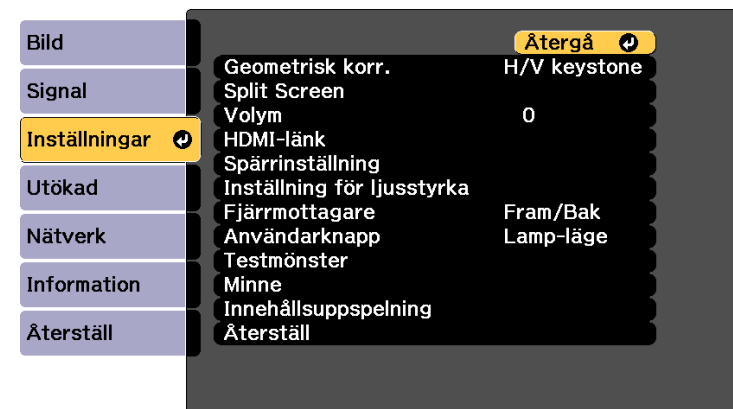 Bild
Signal
Inställningar
Utökad
Nätverk
Information
Återställ
Återgå
Geometrisk korr. H/V keystone
Split Screen
Volym 0
HDMI-länk
Spärrinställning
Inställning för ljusstyrka
Fjärrmottagare Fram/Bak
Användarknapp Lamp-läge
Testmönster
Minne
Innehållsuppspelning
Återställ